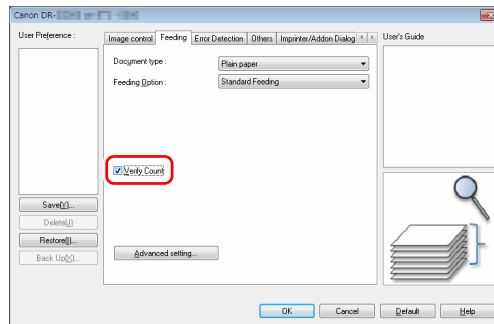 Canon DR-
User Preference :
Image control
Feeding
Error Detection
Others
Imprinter/Addon Dialog
User's Guide
Document type :
Plain paper
Feeding Option :
Standard Feeding
Verify Count
Save(Y)...
Delete(J)
Restore(I)...
Back Up(X)...
Advanced setting...
OK
Cancel
Default
Help